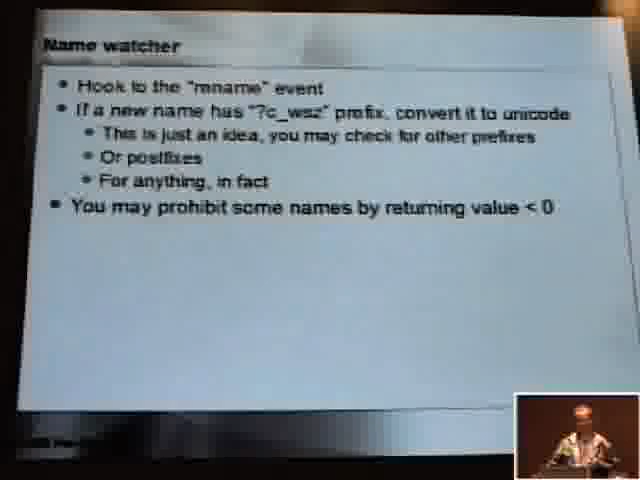 Name watcher
Hook to the "rename" event
If a new name has "?c_wsz" prefix, convert it to unicode
This is just an idea, you may check for other prefixes
Or postfixes
For anything, in fact
You may prohibit some names by returning value < 0